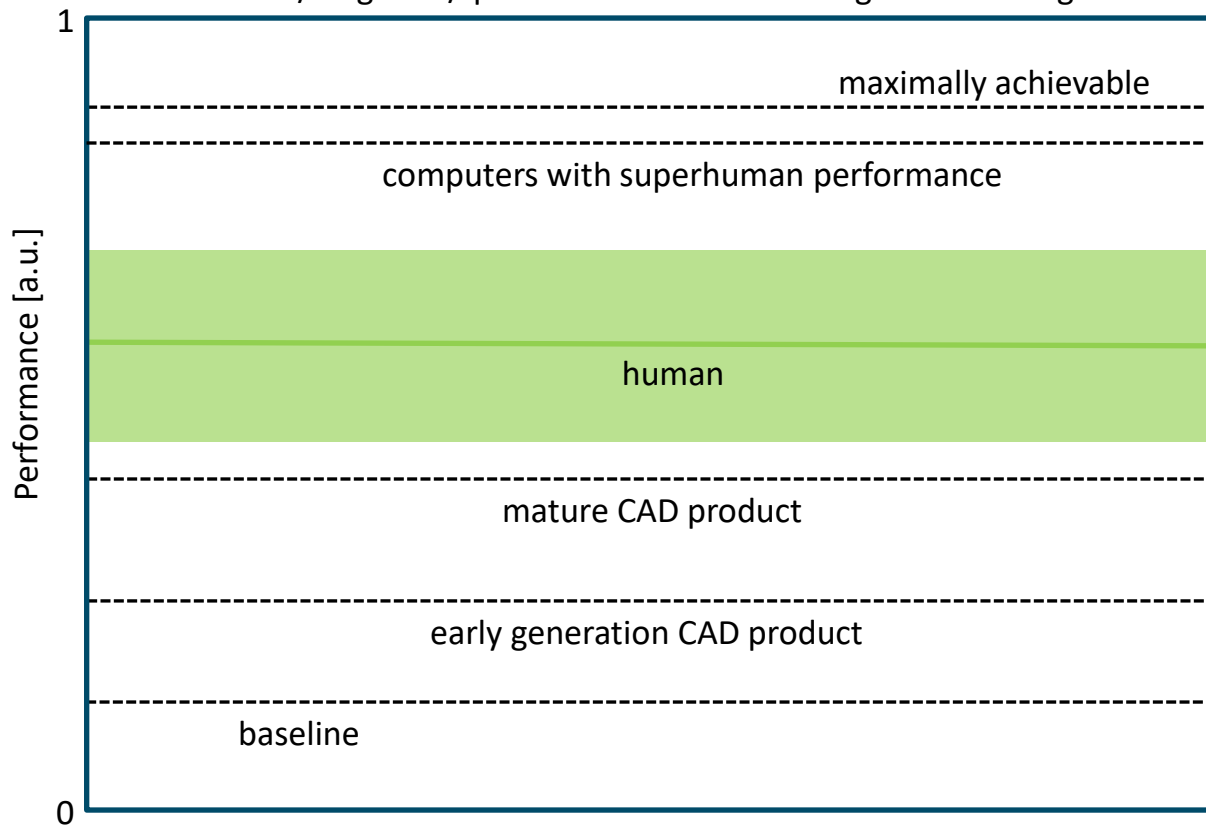 1
maximally achievable
computers with superhuman performance
Performance [a.u.]
human
mature CAD product
early generation CAD product
baseline
0